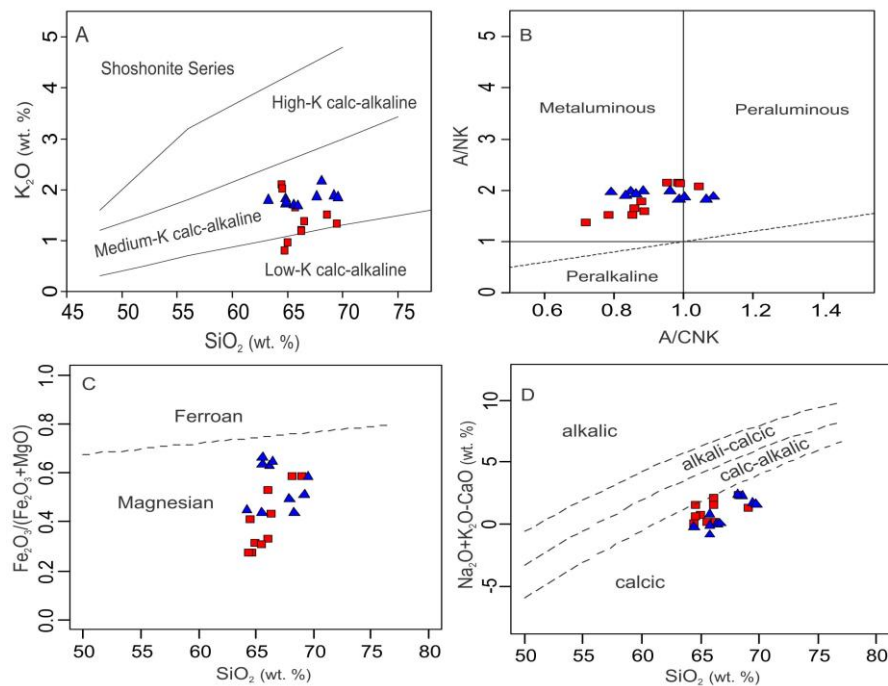 A
Shoshonite Series
High-K calc-alkaline
Medium-K calc-alkaline
Low-K calc-alkaline
K2O (wt. %)
0 1 2 3 4 5
45 50 55 60 65 70 75
SiO2 (wt. %)
B
Metaluminous
Peraluminous
Peralkaline
A/NK
0 1 2 3 4 5
0.6 0.8 1.0 1.2 1.4
A/CNK
C
Ferroan
Magnesian
Fe2O3/(Fe2O3+MgO)
0.0 0.2 0.4 0.6 0.8 1.0
50 55 60 65 70 75 80
SiO2 (wt. %)
D
alkalic
alkali-calcic
calc-alkalic
calcic
Na2O+K2O-CaO (wt. %)
-5 0 5 10
50 55 60 65 70 75 80
SiO2 (wt. %)